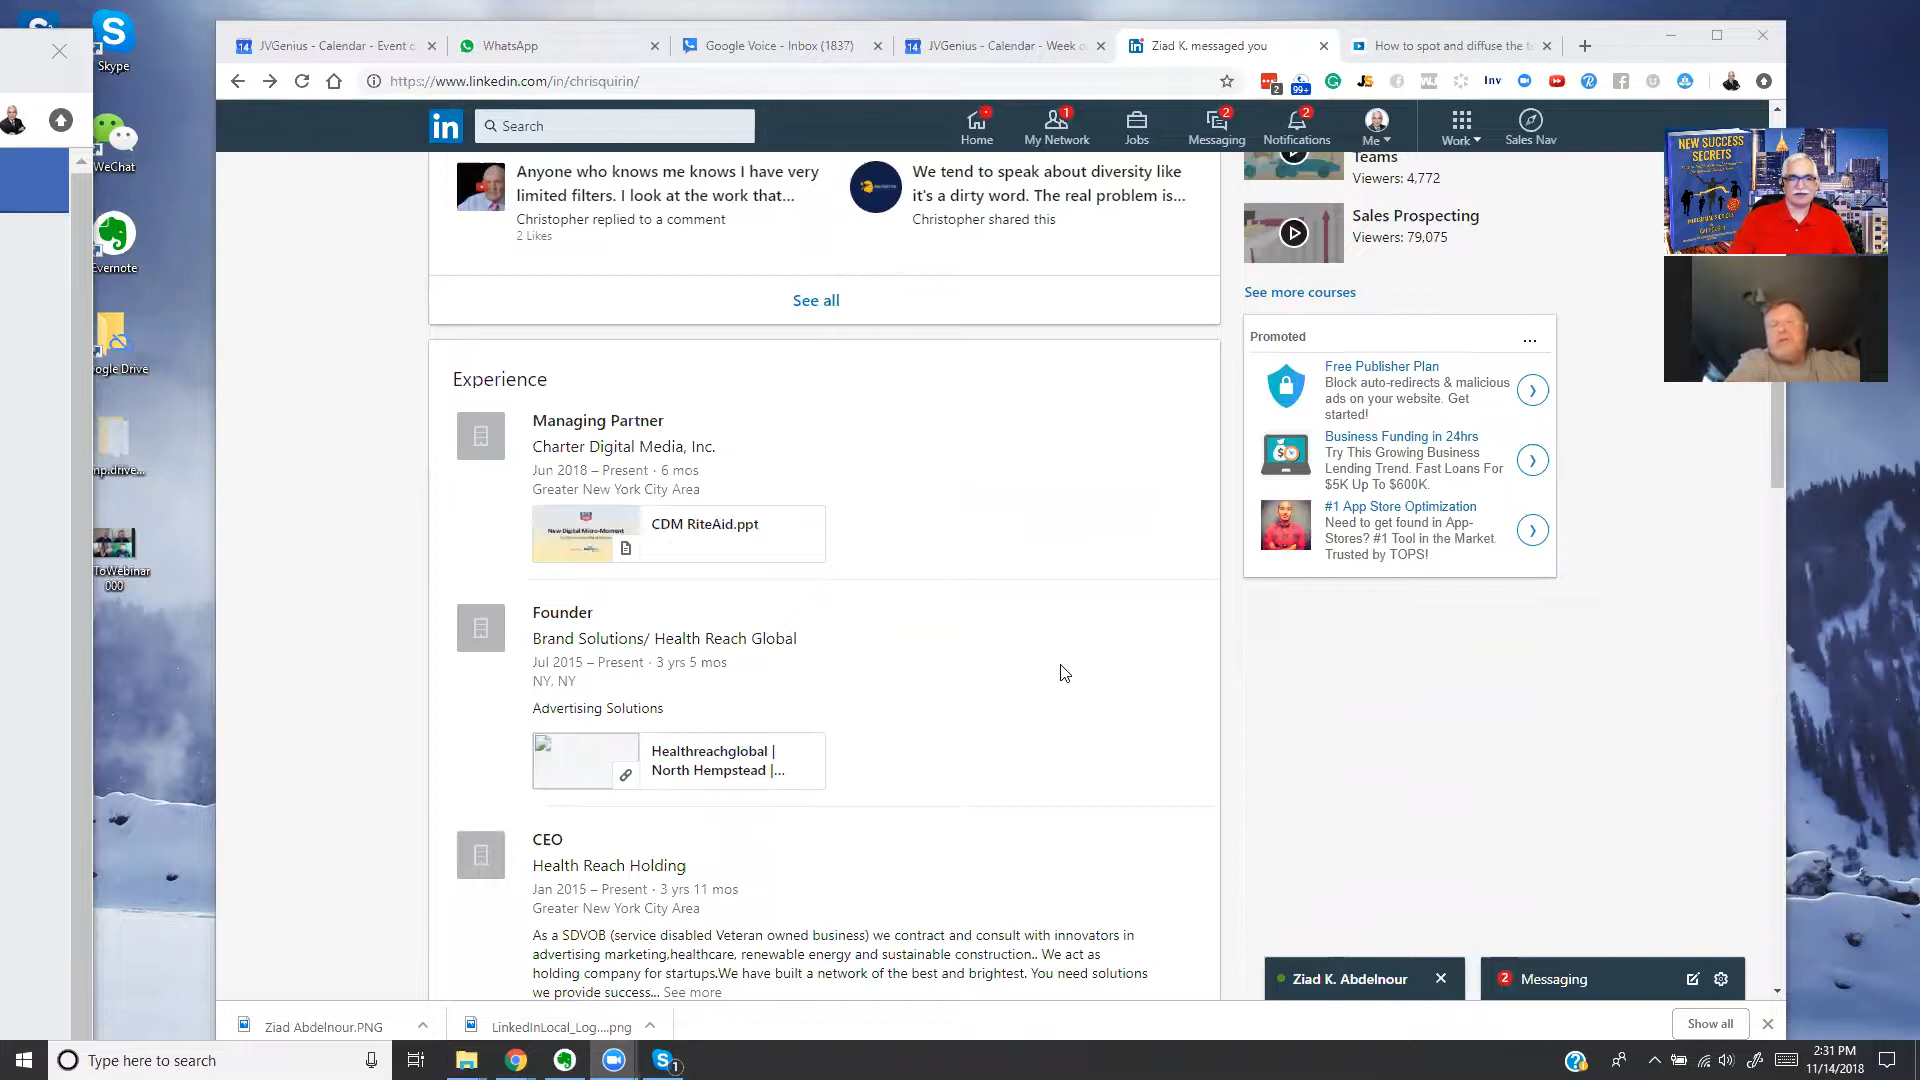 Skype
WeChat
Evernote
ogle Drive
np.drive...
ToWebinar
000
JVGenius - Calendar - Event c
WhatsApp
Google Voice - Inbox (1837)
JVGenius - Calendar - Week o
Ziad K. messaged you
How to spot and diffuse the t
https://www.linkedin.com/in/chrisquirin/
2
99+
Inv
in
Search
Home
1
My Network
Jobs
2
Messaging
2
Notifications
Me
Work
Sales Nav
Anyone who knows me knows I have very
limited filters. I look at the work that...
Christopher replied to a comment
2 Likes
We tend to speak about diversity like
it's a dirty word. The real problem is...
Christopher shared this
See all
Experience
Managing Partner
Charter Digital Media, Inc.
Jun 2018 – Present · 6 mos
Greater New York City Area
New Digital Micro-Moment
CDM RiteAid.ppt
Founder
Brand Solutions/ Health Reach Global
Jul 2015 – Present · 3 yrs 5 mos
NY, NY
Advertising Solutions
Healthreachglobal |
North Hempstead |...
CEO
Health Reach Holding
Jan 2015 – Present · 3 yrs 11 mos
Greater New York City Area
As a SDVOB (service disabled Veteran owned business) we contract and consult with innovators in
advertising marketing,healthcare, renewable energy and sustainable construction.. We act as
holding company for startups.We have built a network of the best and brightest. You need solutions
we provide success... See more
Teams
Viewers: 4,772
Sales Prospecting
Viewers: 79,075
See more courses
Promoted
...
Free Publisher Plan
Block auto-redirects & malicious
ads on your website. Get
started!
Business Funding in 24hrs
Try This Growing Business
Lending Trend. Fast Loans For
$5K Up To $600K.
#1 App Store Optimization
Need to get found in App-
Stores? #1 Tool in the Market
Trusted by TOPS!
NEW SUCCESS
SECRETS
Ziad K. Abdelnour
2 Messaging
Ziad Abdelnour.PNG
LinkedInLocal_Log....png
Show all
Type here to search
1
2:31 PM
11/14/2018